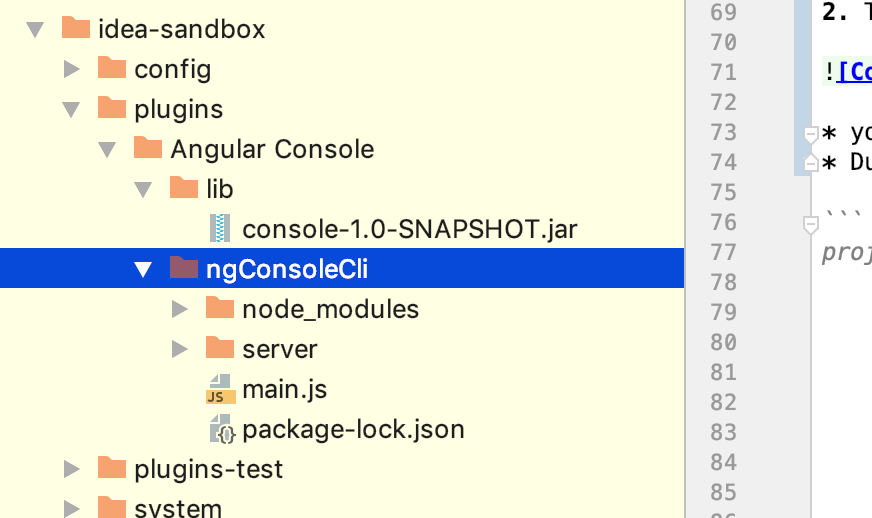 idea-sandbox
config
plugins
Angular Console
lib
console-1.0-SNAPSHOT.jar
ngConsoleCli
node_modules
server
JS main.js
{} package-lock.json
plugins-test
system
69 2. T
70
71 ![Co
72
73 * yo
74 * Du
75
76 ```
77 proj
78
79
80
81
82
83
84
85